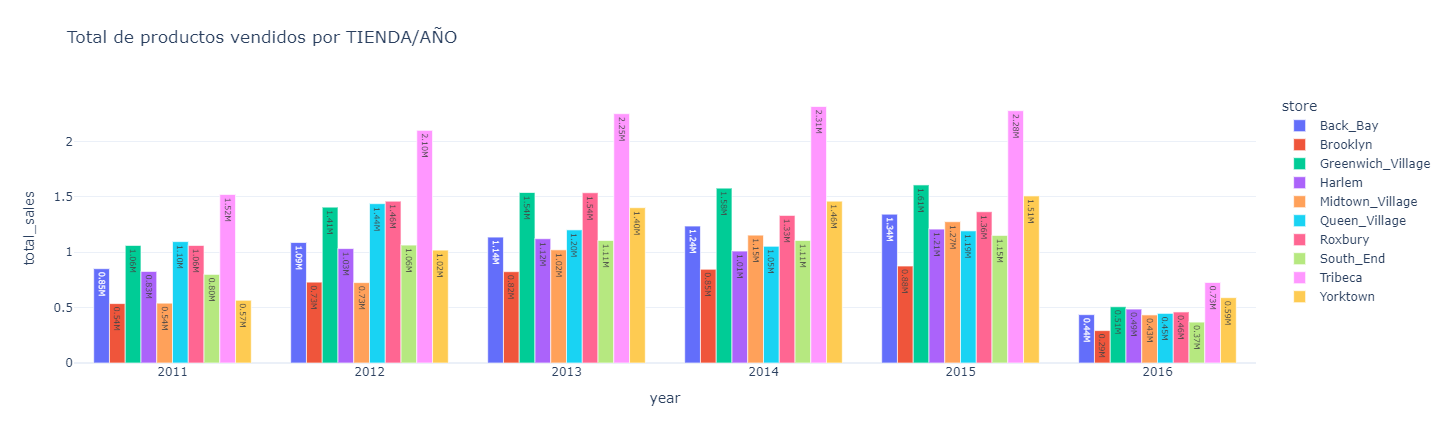 Total de productos vendidos por TIENDA/AÑO
total_sales
2
1.5
1
0.5
0
0.85M
0.54M
1.06M
0.83M
0.54M
1.10M
1.06M
0.80M
1.52M
0.57M
1.09M
0.73M
1.41M
1.03M
0.73M
1.44M
1.46M
1.06M
2.10M
1.02M
1.14M
0.82M
1.54M
1.12M
1.02M
1.20M
1.54M
1.11M
2.25M
1.40M
1.24M
0.85M
1.58M
1.01M
1.15M
1.05M
1.33M
1.11M
2.31M
1.46M
1.34M
0.88M
1.61M
1.21M
1.27M
1.19M
1.36M
1.15M
2.28M
1.51M
0.44M
0.29M
0.51M
0.49M
0.43M
0.45M
0.46M
0.37M
0.73M
0.59M
2011
2012
2013
2014
2015
2016
year
store
Back_Bay
Brooklyn
Greenwich_Village
Harlem
Midtown_Village
Queen_Village
Roxbury
South_End
Tribeca
Yorktown